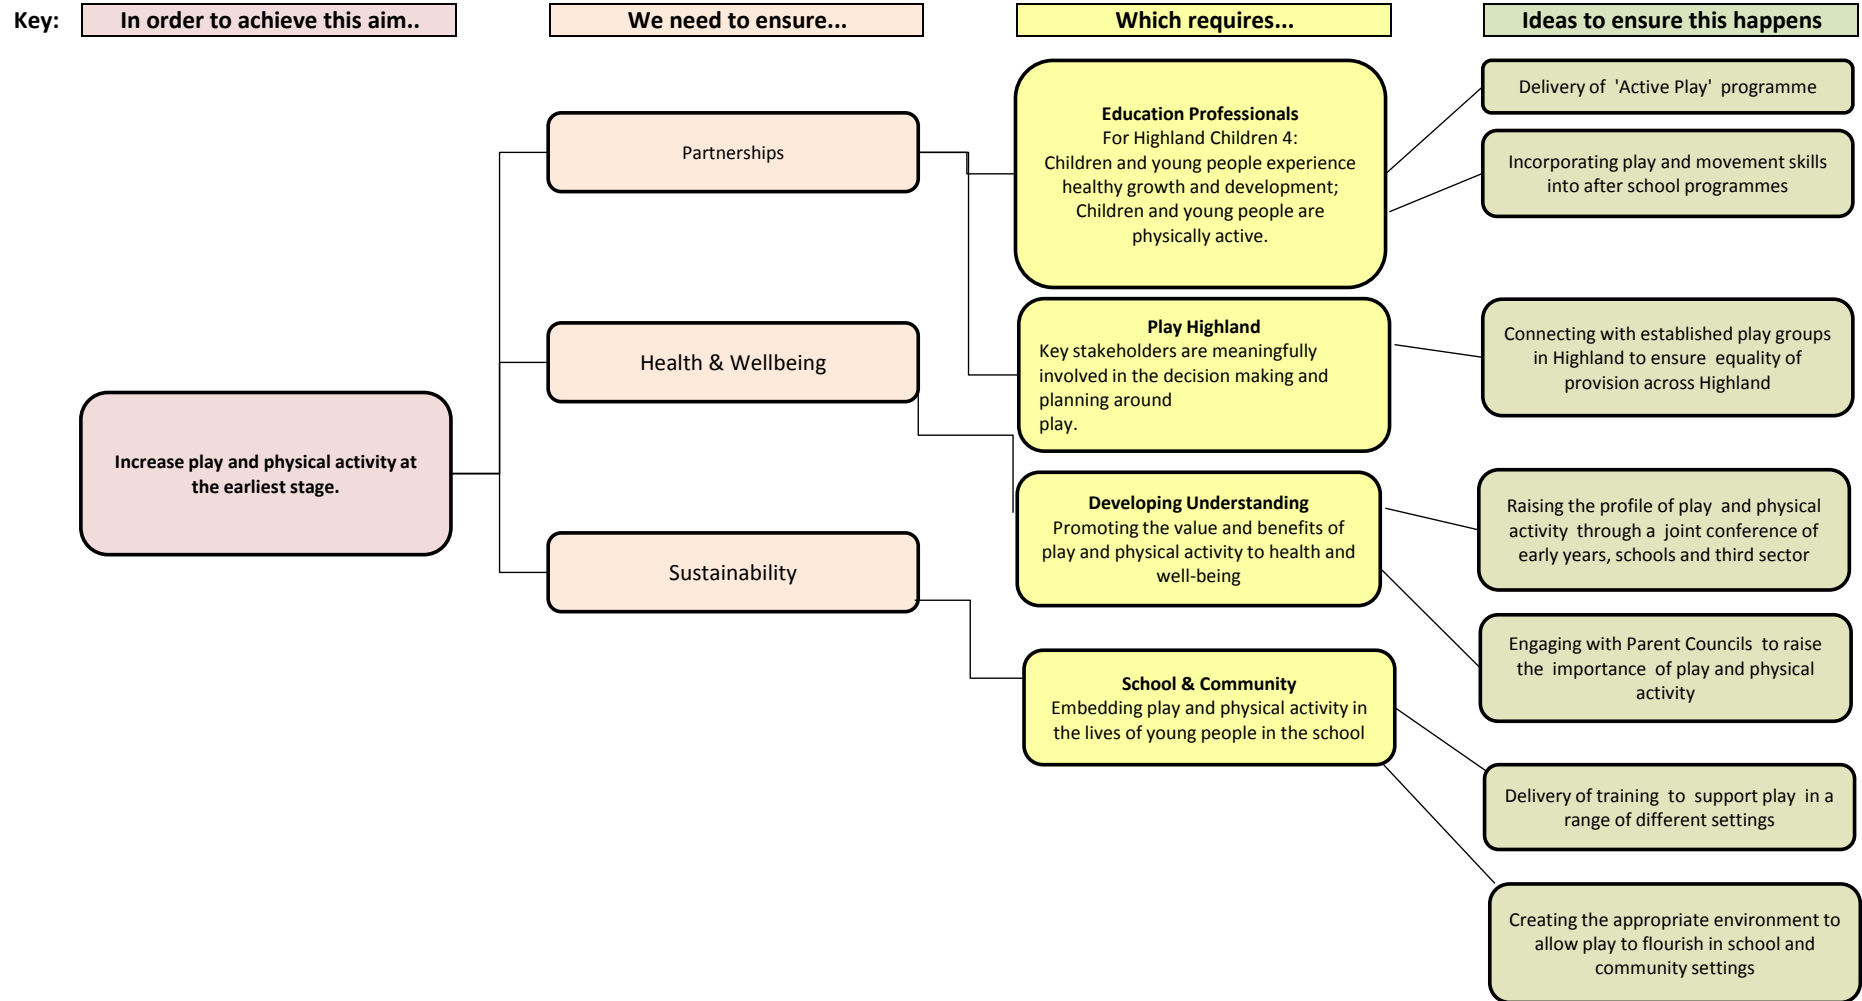 Key:
In order to achieve this aim..
We need to ensure...
Which requires...
Ideas to ensure this happens
Increase play and physical activity at
the earliest stage.
Partnerships
Health & Wellbeing
Sustainability
Education Professionals
For Highland Children 4:
Children and young people experience
healthy growth and development;
Children and young people are
physically active.
Play Highland
Key stakeholders are meaningfully
involved in the decision making and
planning around
play.
Developing Understanding
Promoting the value and benefits of
play and physical activity to health and
well-being
School & Community
Embedding play and physical activity in
the lives of young people in the school
Delivery of 'Active Play' programme
Incorporating play and movement skills
into after school programmes
Connecting with established play groups
in Highland to ensure equality of
provision across Highland
Raising the profile of play and physical
activity through a joint conference of
early years, schools and third sector
Engaging with Parent Councils to raise
the importance of play and physical
activity
Delivery of training to support play in a
range of different settings
Creating the appropriate environment to
allow play to flourish in school and
community settings